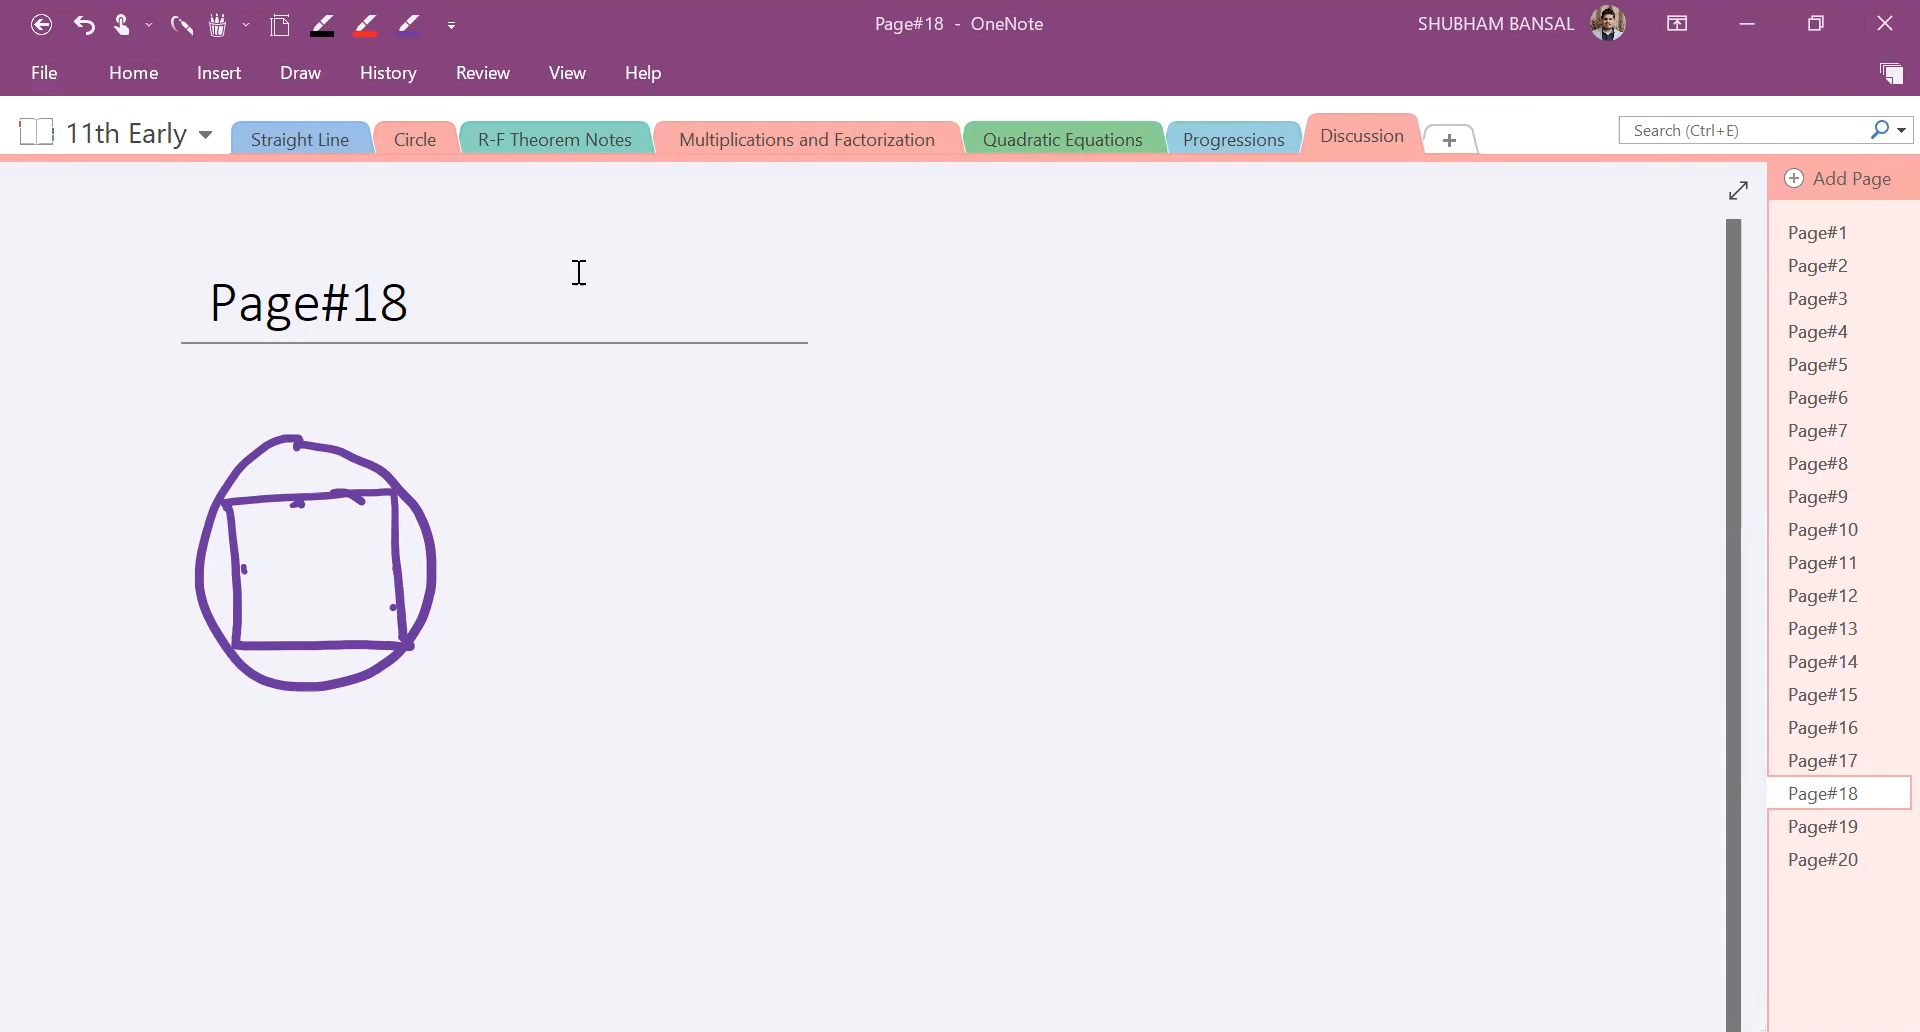 Page#18 - OneNote
SHUBHAM BANSAL
File Home Insert Draw History Review View Help
11th Early
Straight Line
Circle
R-F Theorem Notes
Multiplications and Factorization
Quadratic Equations
Progressions
Discussion
Search (Ctrl+E)
Add Page
Page#18
Page#1
Page#2
Page#3
Page#4
Page#5
Page#6
Page#7
Page#8
Page#9
Page#10
Page#11
Page#12
Page#13
Page#14
Page#15
Page#16
Page#17
Page#18
Page#19
Page#20